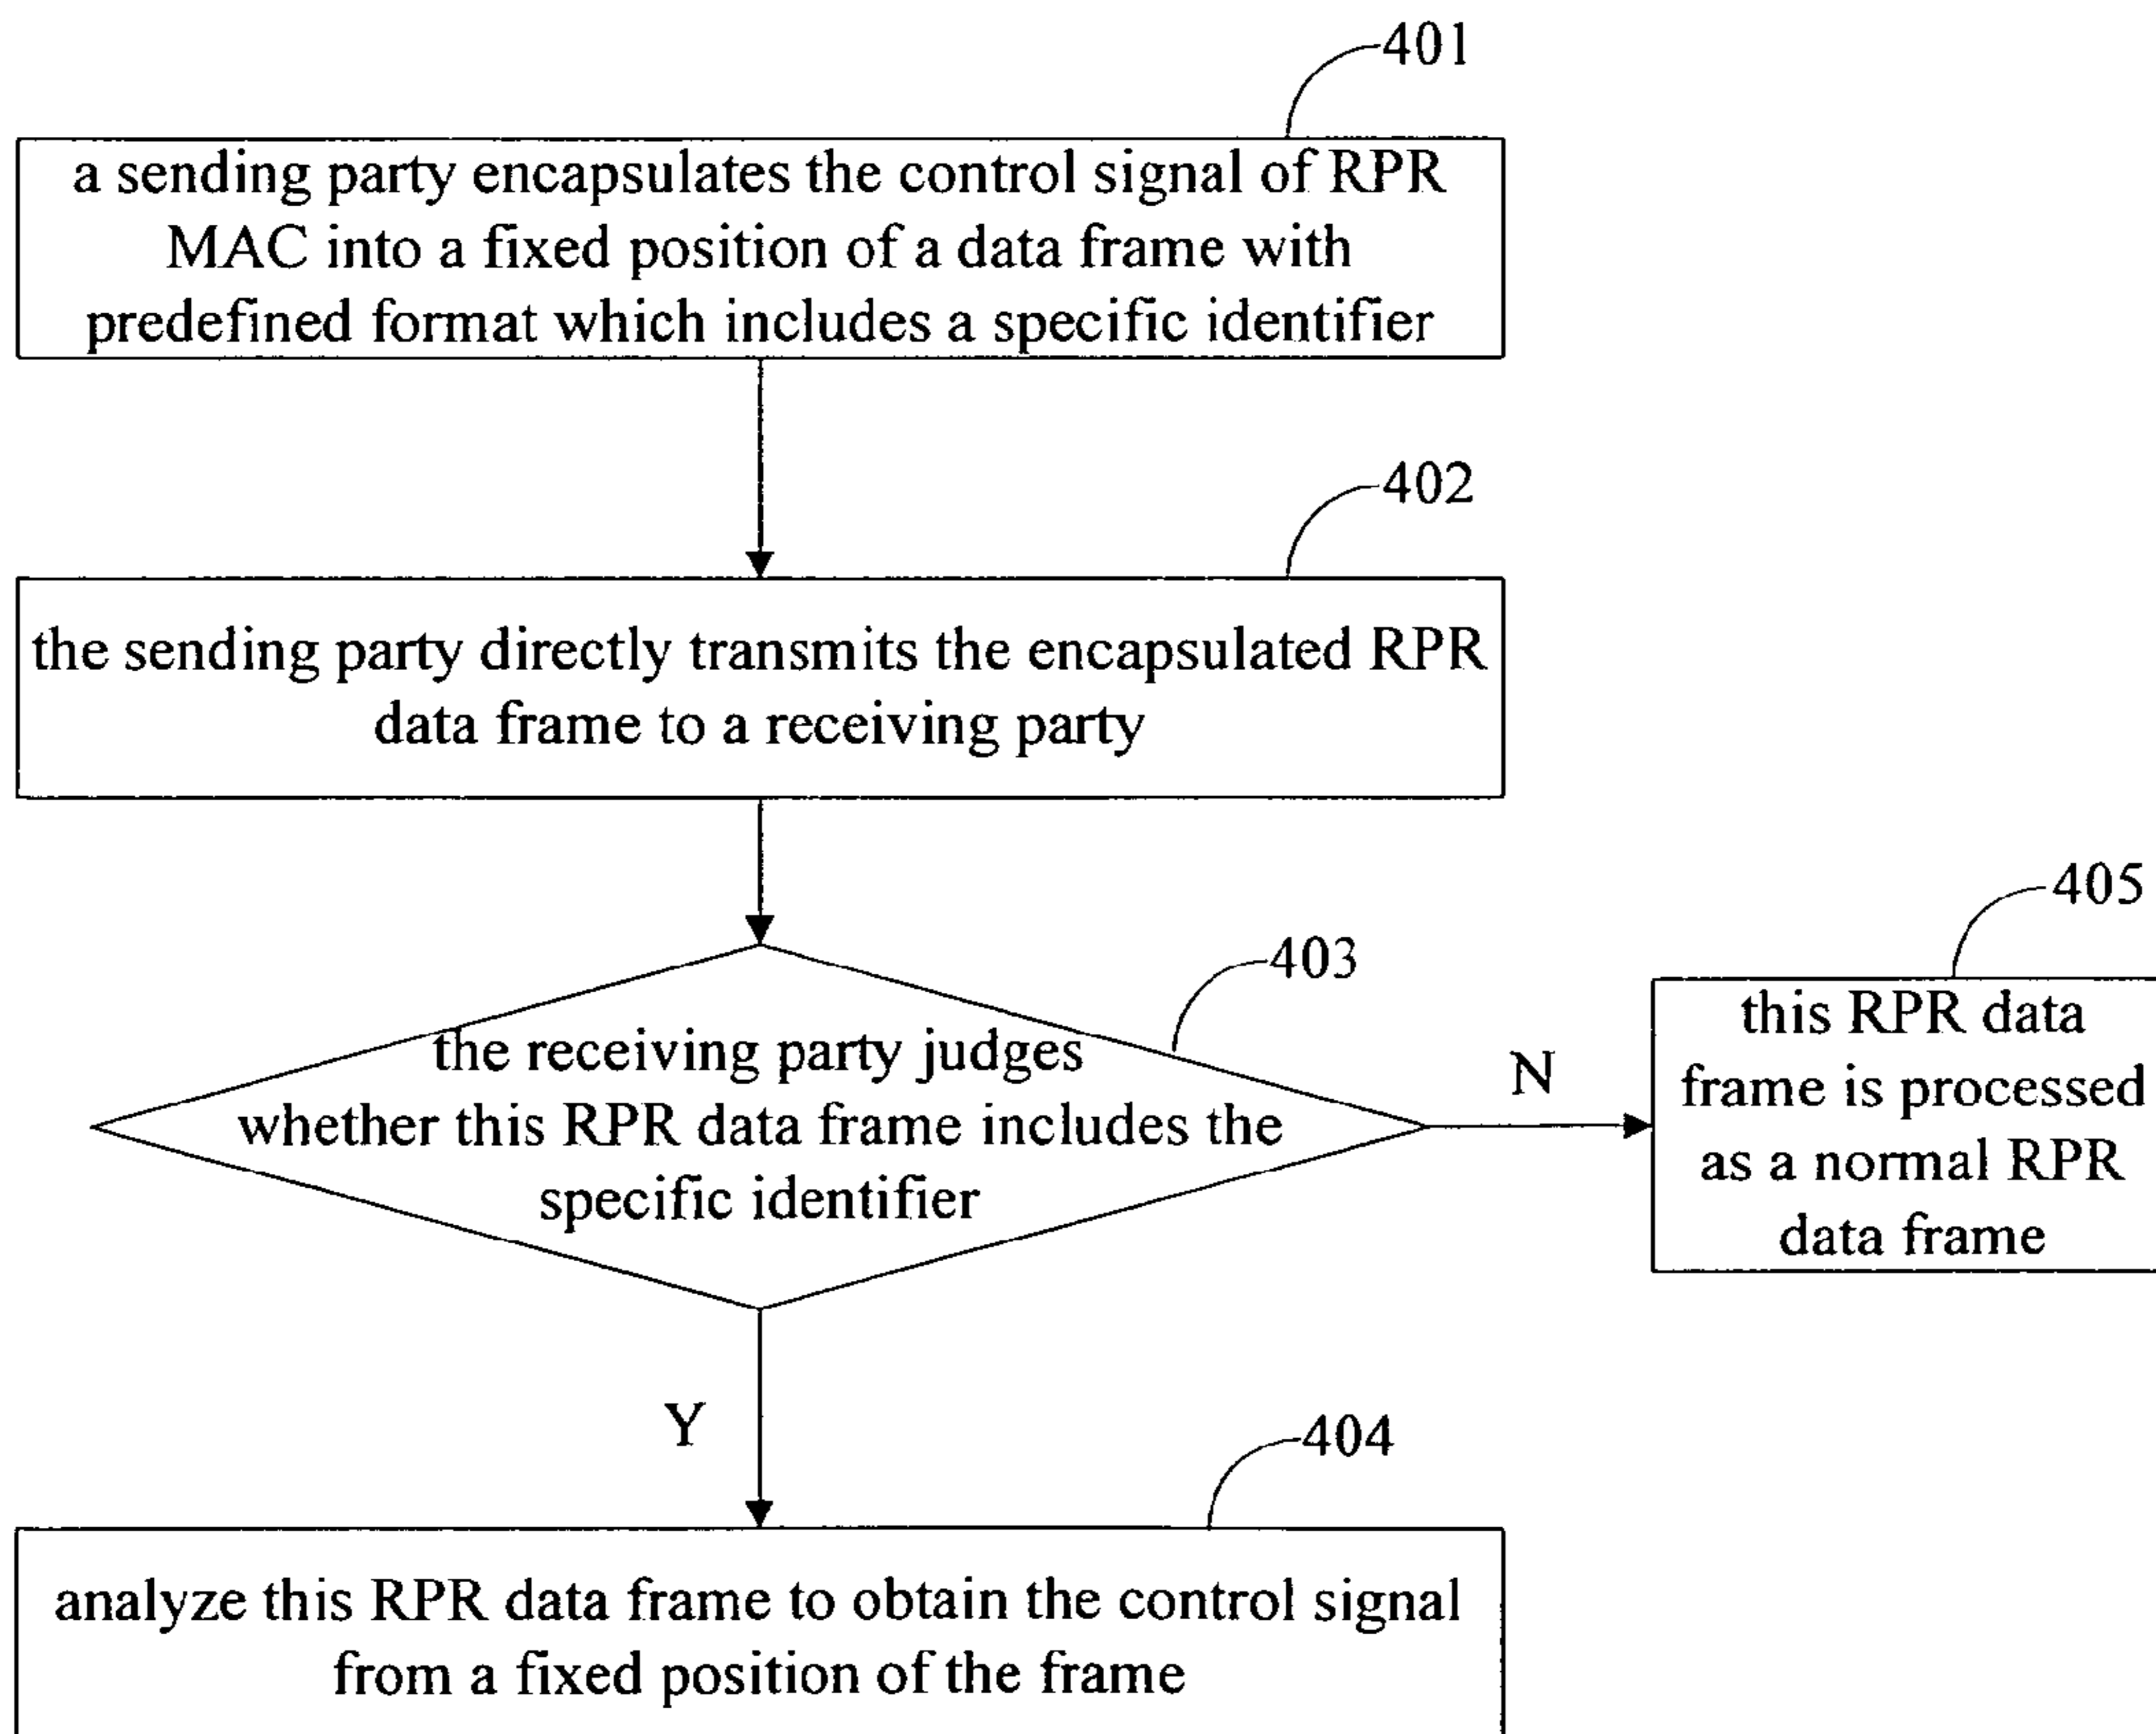 401
a sending party encapsulates the control signal of RPR
MAC into a fixed position of a data frame with
predefined format which includes a specific identifier
402
the sending party directly transmits the encapsulated RPR
data frame to a receiving party
403
the receiving party judges
whether this RPR data frame includes the
specific identifier
N
405
this RPR data
frame is processed
as a normal RPR
data frame
Y
404
analyze this RPR data frame to obtain the control signal
from a fixed position of the frame